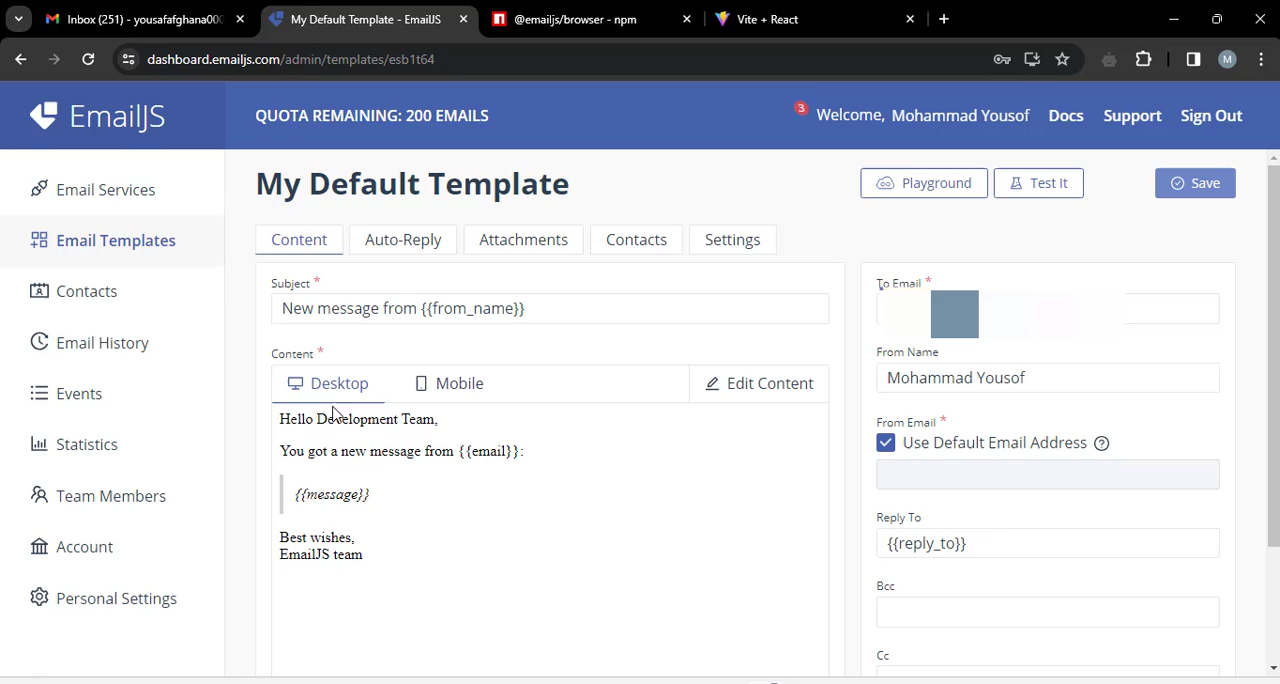 Inbox (251) - yousafafghana000
My Default Template - EmailJS
@emailjs/browser - npm
Vite + React
dashboard.emailjs.com/admin/templates/esb1t64
M
EmailJS
QUOTA REMAINING: 200 EMAILS
3
Welcome, Mohammad Yousof
Docs
Support
Sign Out
Email Services
Email Templates
Contacts
Email History
Events
Statistics
Team Members
Account
Personal Settings
My Default Template
Playground
Test It
Save
Content
Auto-Reply
Attachments
Contacts
Settings
Subject *
New message from {{from_name}}
Content *
Desktop
Mobile
Edit Content
Hello Development Team,
You got a new message from {{email}}:
{{message}}
Best wishes,
EmailJS team
To Email *
From Name
Mohammad Yousof
From Email *
Use Default Email Address
Reply To
{{reply_to}}
Bcc
Cc